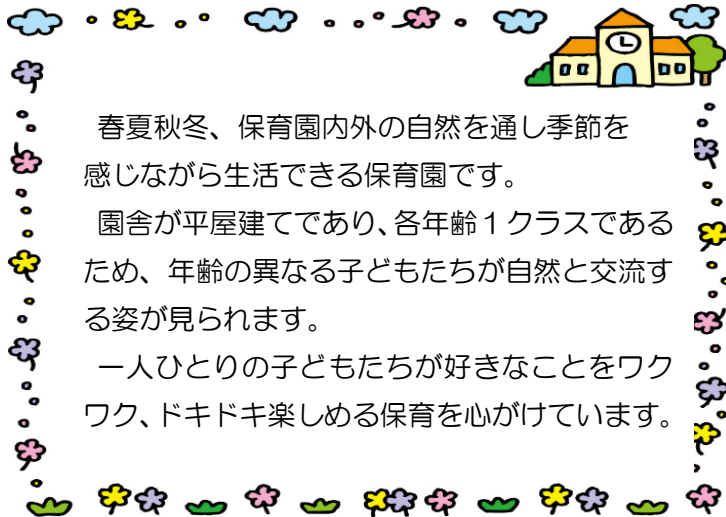 春夏秋冬、保育園内外の自然を通し季節を
感じながら生活できる保育園です。
園舎が平屋建てであり、各年齢１クラスである
ため、年齢の異なる子どもたちが自然と交流す
る姿が見られます。
一人ひとりの子どもたちが好きなことをワク
ワク、ドキドキ楽しめる保育を心がけています。